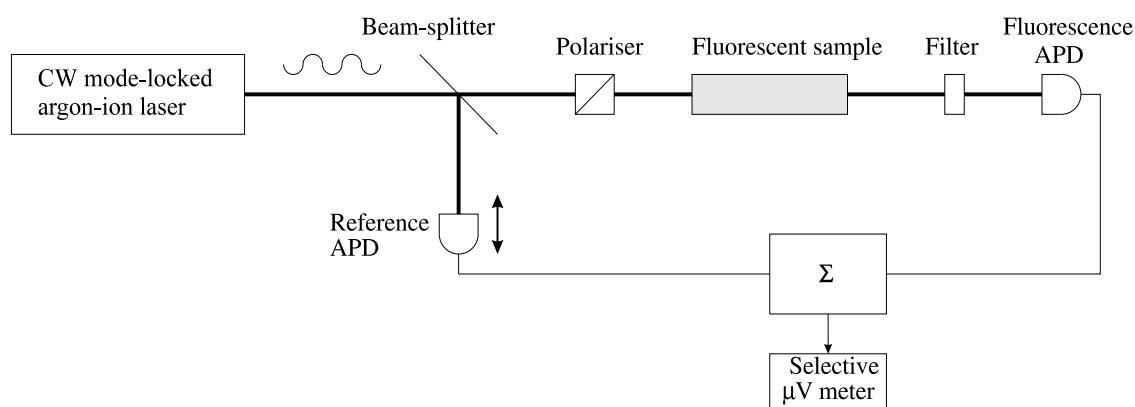 Beam-splitter
Polariser
Fluorescent sample
Filter
Fluorescence
APD
CW mode-locked
argon-ion laser
Reference
APD
Σ
Selective
μV meter